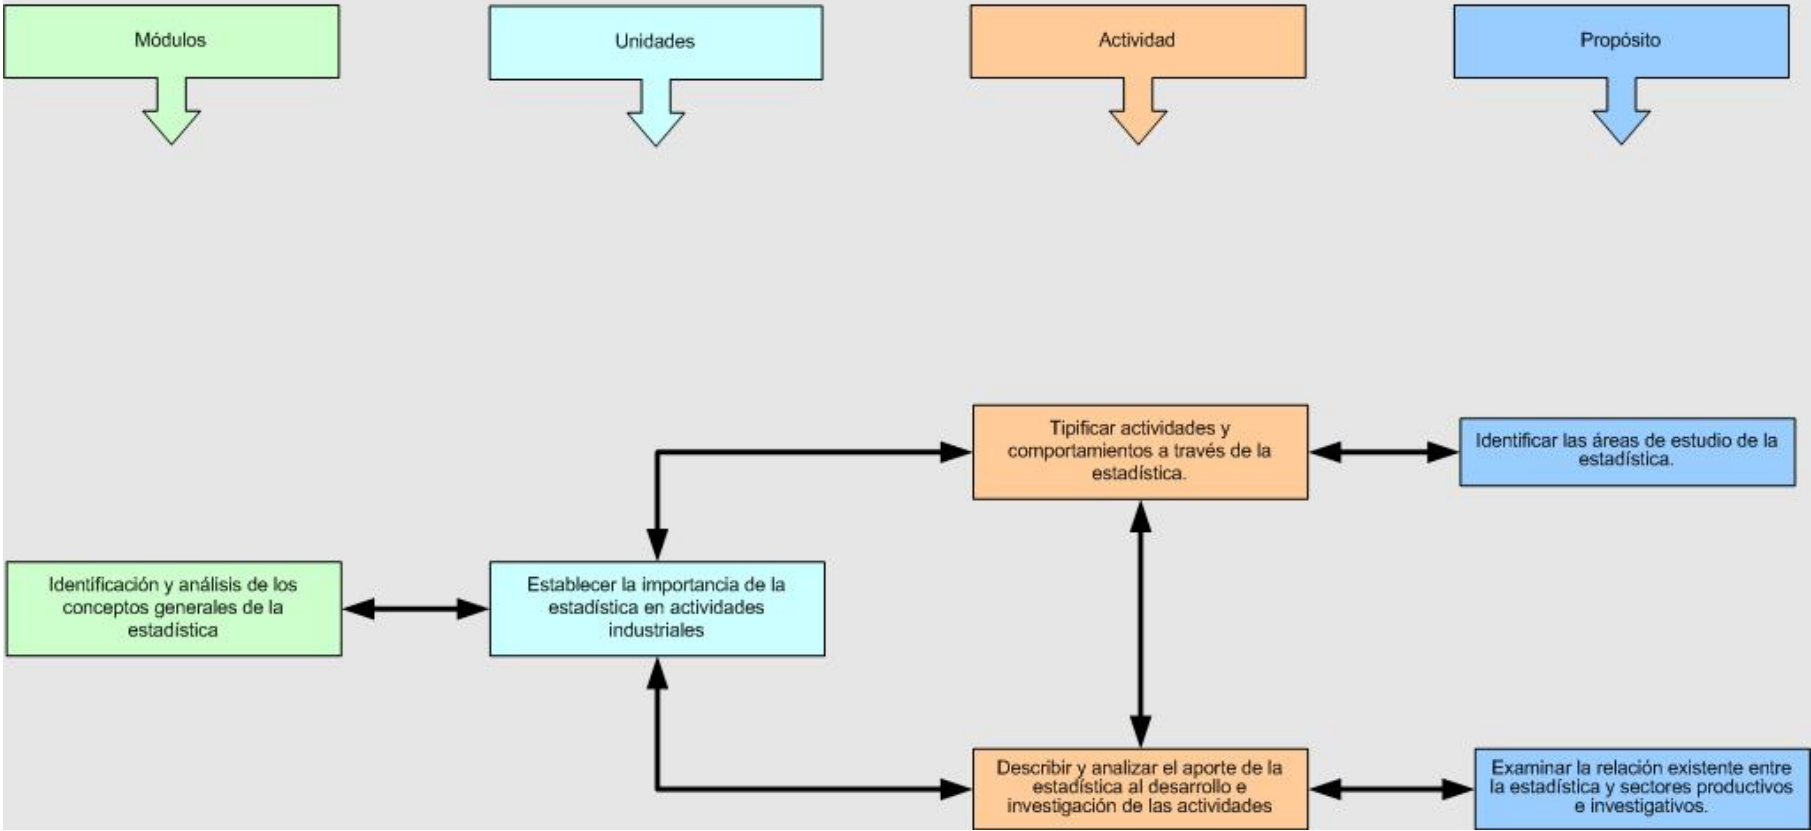 Módulos
Unidades
Actividad
Propósito
Tipificar actividades y
comportamientos a través de la
estadística.
Identificar las áreas de estudio de la
estadística.
Identificación y análisis de los
conceptos generales de la
estadística
Establecer la importancia de la
estadística en actividades
industriales
Describir y analizar el aporte de la
estadística al desarrollo e
investigación de las actividades
Examinar la relación existente entre
la estadística y sectores productivos
e investigativos.